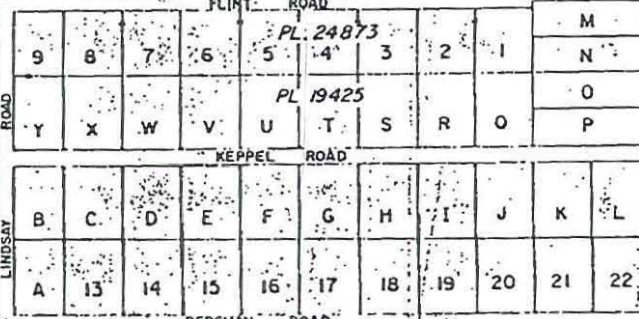 FLINT ROAD
M
PL. 24873
9 8 7 6 5 4 3 2 1
N
PL 19425
O
ROAD
Y X W V U T S R Q
P
KEPPEL ROAD
LINDSAY
B C D E F G H I J K L
A 13 14 15 16 17 18 19 20 21 22
ROAD